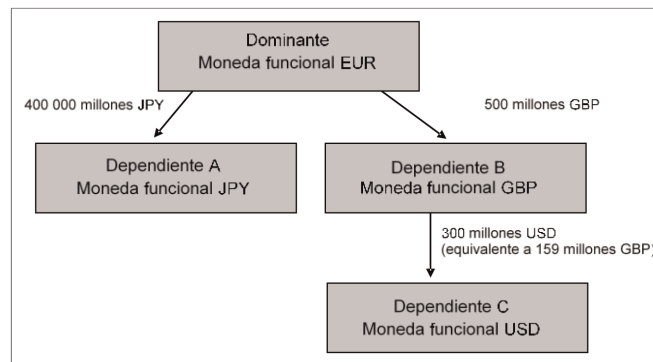 Dominante
Moneda funcional EUR
400 000 millones JPY
500 millones GBP
Dependiente A
Moneda funcional JPY
Dependiente B
Moneda funcional GBP
300 millones USD
(equivalente a 159 millones GBP)
Dependiente C
Moneda funcional USD